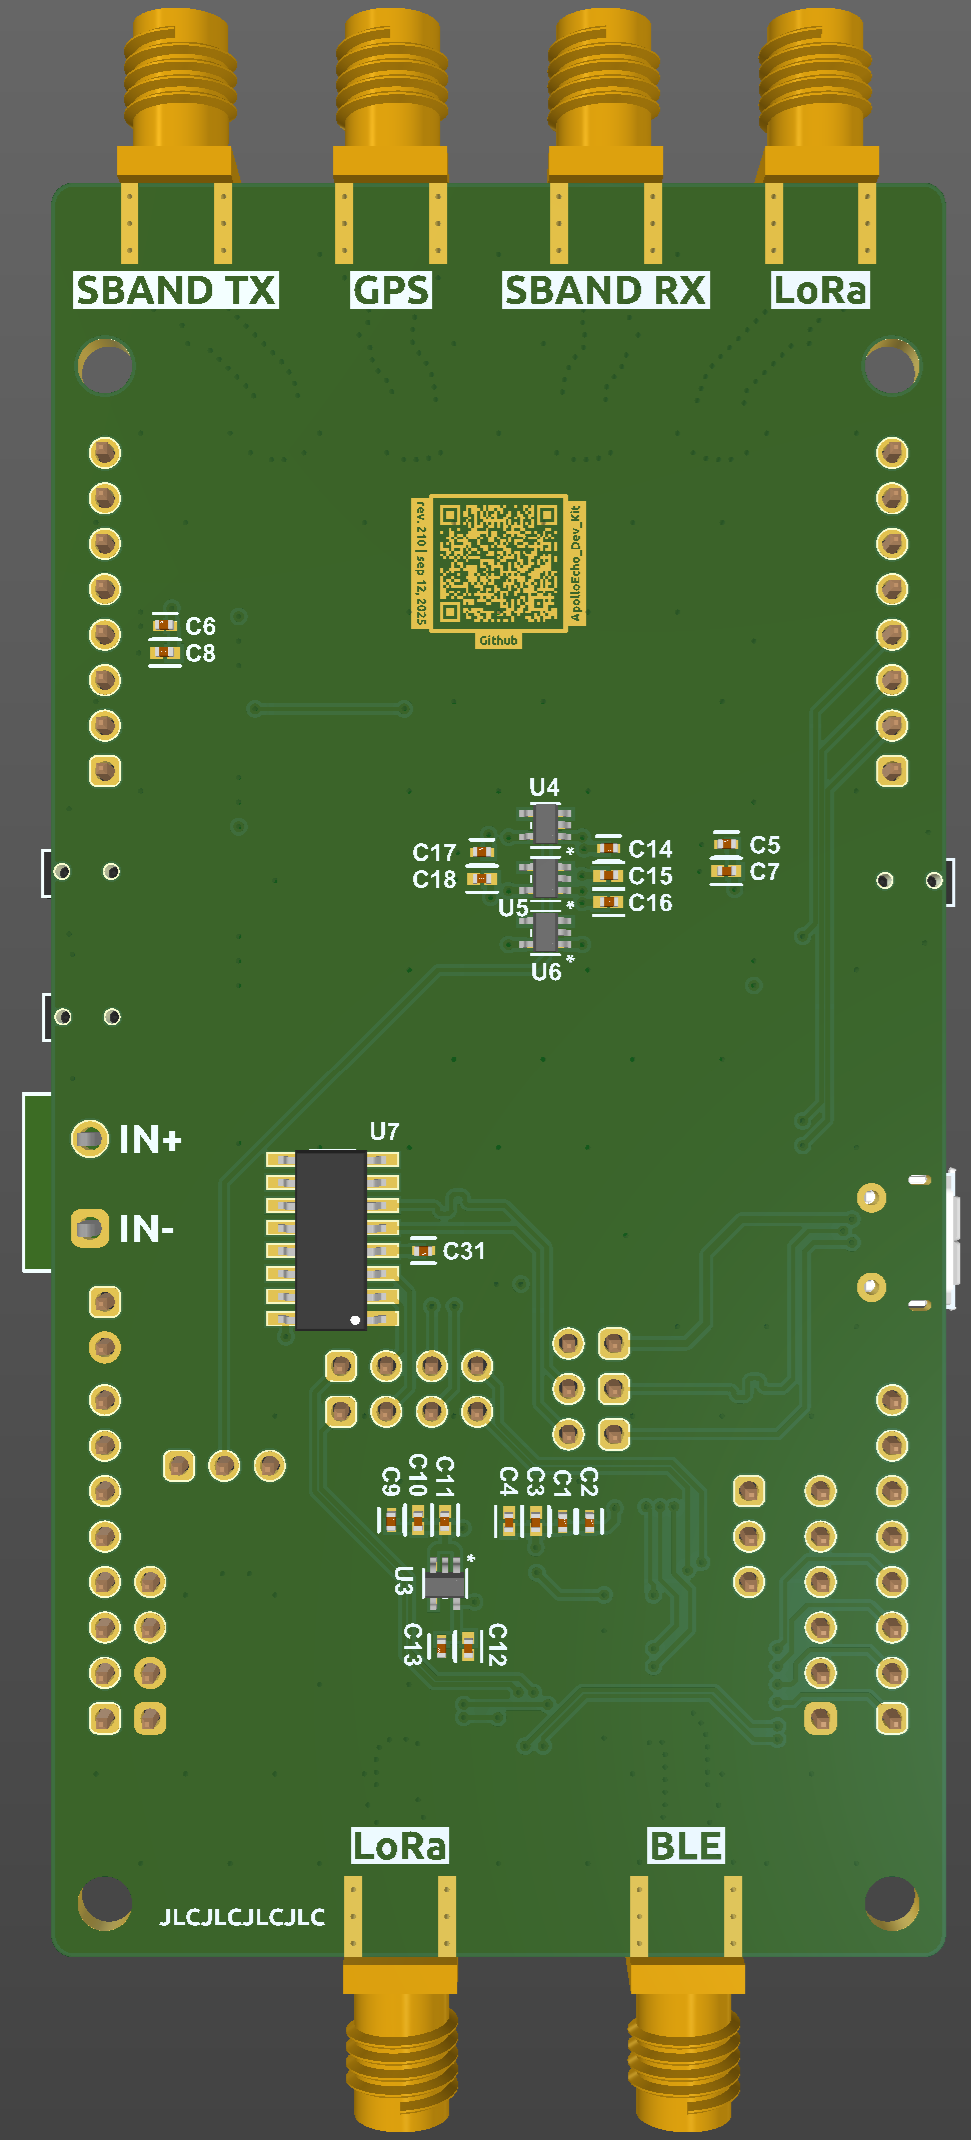 SBAND TX
GPS
SBAND RX
LoRa
rev. 210 | sep 12, 2025
ApolloEcho_Dev_Kit
Github
C6
C8
U4
C17
C14
C5
C18
C15
C7
U5
*
C16
*
*
U6
IN+
U7
IN-
C31
C9
C10
C11
C4
C3
C1
C2
*
U3
C13
C12
LoRa
BLE
JLCJLCJLCJLC